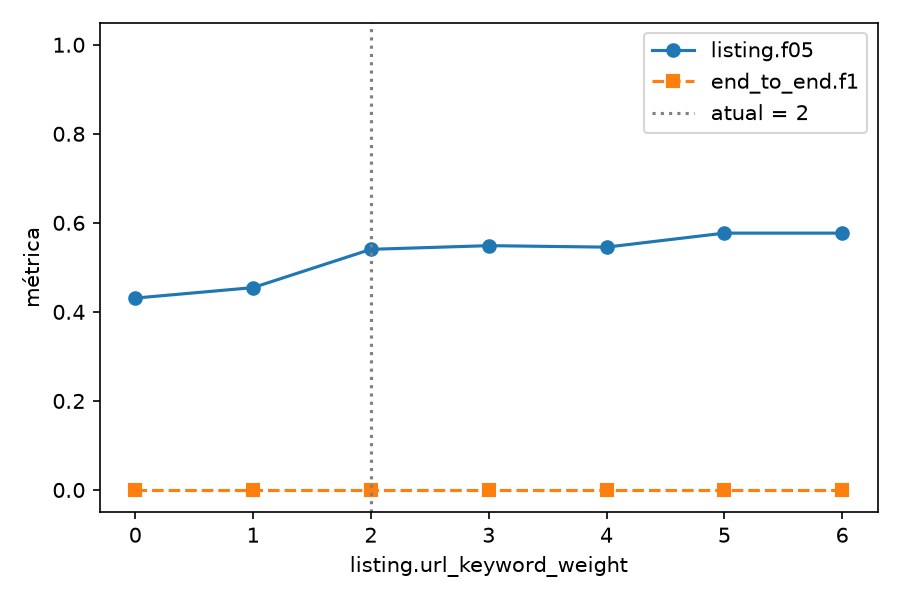 1.0
0.8
0.6
0.4
0.2
0.0
métrica
listing.f05
end_to_end.f1
atual = 2
0 1 2 3 4 5 6
listing.url_keyword_weight